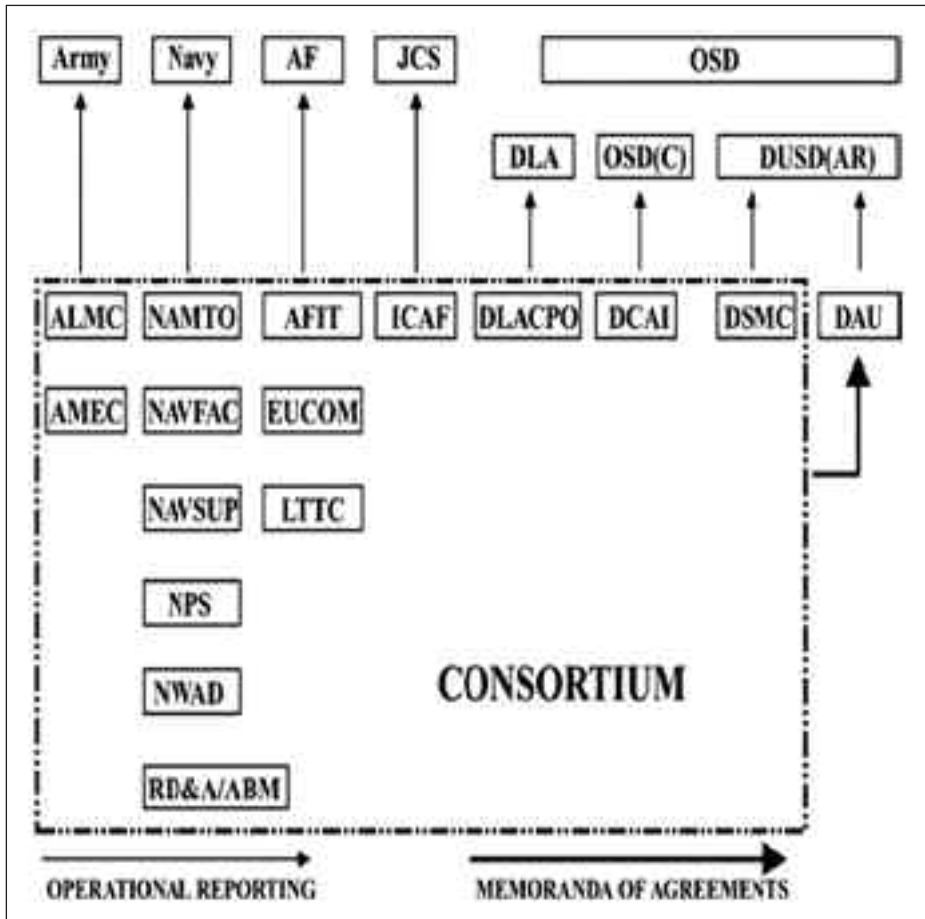 Army Navy AF JCS OSD
DLA OSD(C) DUSD(AR)
ALMC NAMTO AFIT ICAF DLACPO DCAI DSMC DAU
AMEC NAVFAC EUCOM
NAVSUP LTTC
NPS
NWAD CONSORTIUM
RD&A/ABM
OPERATIONAL REPORTING MEMORANDA OF AGREEMENTS